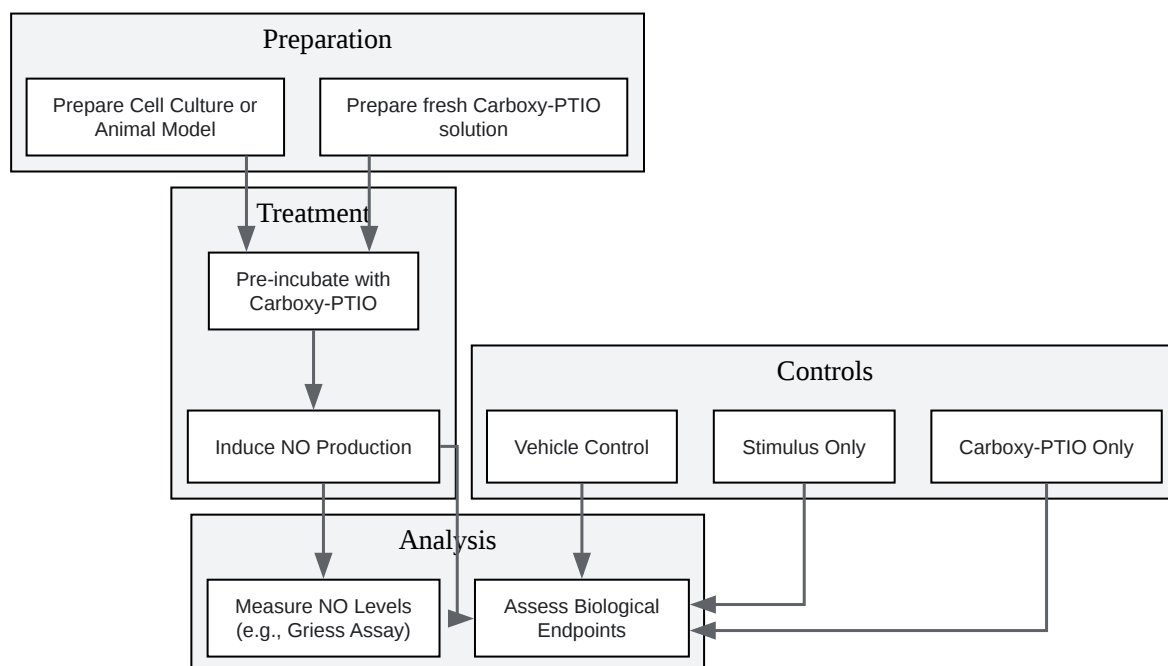 Preparation
Prepare Cell Culture or
Animal Model
Prepare fresh Carboxy-PTIO
solution
Treatment
Pre-incubate with
Carboxy-PTIO
Induce NO Production
Controls
Vehicle Control
Stimulus Only
Carboxy-PTIO Only
Analysis
Measure NO Levels
(e.g., Griess Assay)
Assess Biological
Endpoints